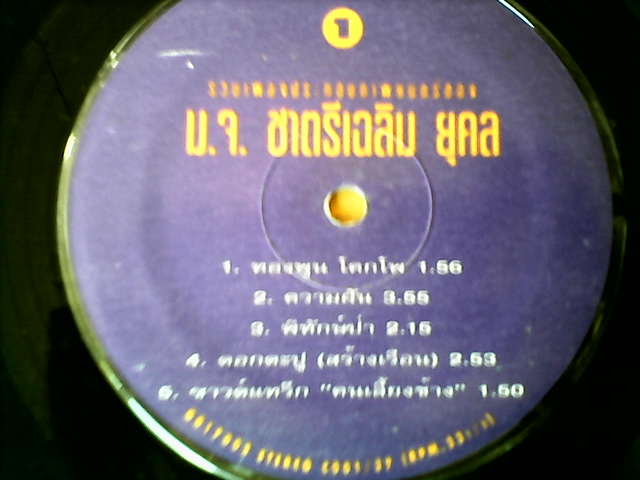 1
รวมเพลงประกอบภาพยนตร์ของ
ม.จ. ชาตรีเฉลิม ยุคล
1. ทองพูน โคกโพ 1.56
2. ความฝัน 3.55
3. พิทักษ์ป่า 2.15
4. ตอกตะปู (สร้างเรือน) 2.53
5. ซาวด์แทร็ก "คนเลี้ยงช้าง" 1.50
STEREO